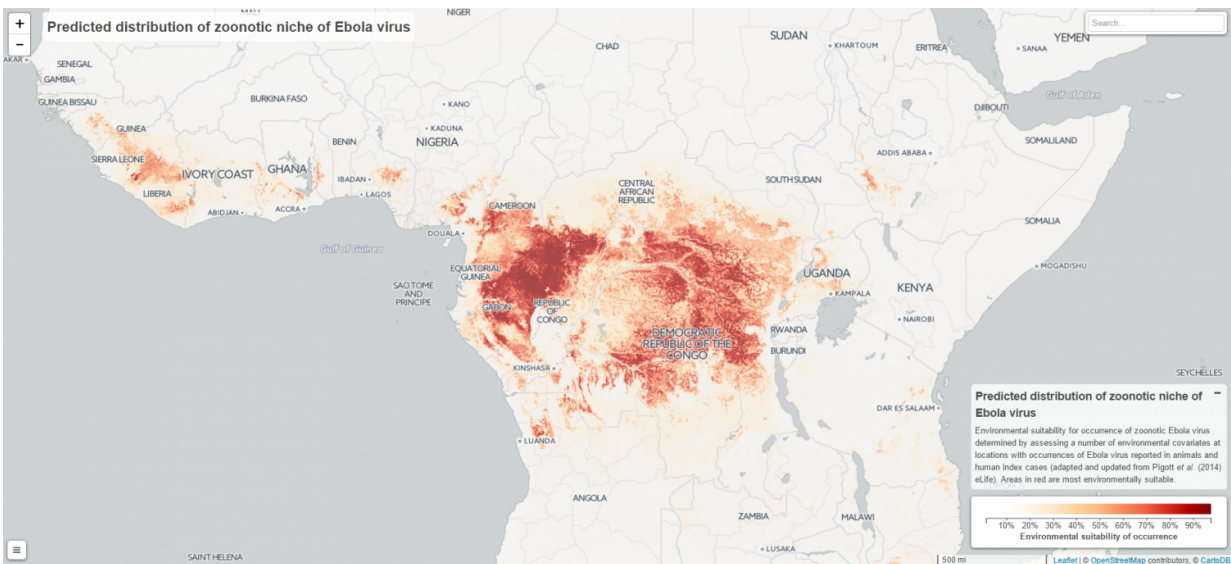 +
−
Predicted distribution of zoonotic niche of Ebola virus
Search...
NIGER
CHAD
SUDAN
KHARTOUM
ERITREA
YEMEN
SANAA
SENEGAL
GAMBIA
GUINEA BISSAU
BURKINA FASO
KANO
KADUNA
DJIBOUTI
Gulf of Aden
GUINEA
BENIN
NIGERIA
SOMALILAND
ADDIS ABABA
SIERRA LEONE
IVORY COAST
GHANA
IBADAN
LAGOS
CENTRAL
AFRICAN
REPUBLIC
SOUTH SUDAN
LIBERIA
ABIDJAN
ACCRA
CAMEROON
SOMALIA
DOUALA
Gulf of Guinea
EQUATORIAL
GUINEA
UGANDA
MOGADISHU
SAO TOME
AND
PRINCIPE
GABON
REPUBLIC
OF
CONGO
KAMPALA
KENYA
NAIROBI
DEMOCRATIC
REPUBLIC OF THE
CONGO
RWANDA
BURUNDI
KINSHASA
SEYCHELLES
DAR ES SALAAM
LUANDA
ANGOLA
ZAMBIA
MALAWI
LUSAKA
SAINT HELENA
Predicted distribution of zoonotic niche of
Ebola virus
−
Environmental suitability for occurrence of zoonotic Ebola virus
determined by assessing a number of environmental covariates at
locations with occurrences of Ebola virus reported in animals and
human index cases (adapted and updated from Pigott et al. (2014)
eLife). Areas in red are most environmentally suitable.
10% 20% 30% 40% 50% 60% 70% 80% 90%
Environmental suitability of occurrence
500 mi
Leaflet | © OpenStreetMap contributors, © CartoDB